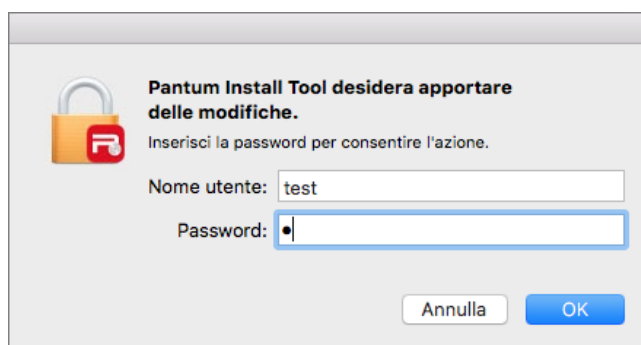 Pantum Install Tool desidera apportare
delle modifiche.
Inserisci la password per consentire l'azione.
Nome utente: test
Password: •
Annulla OK